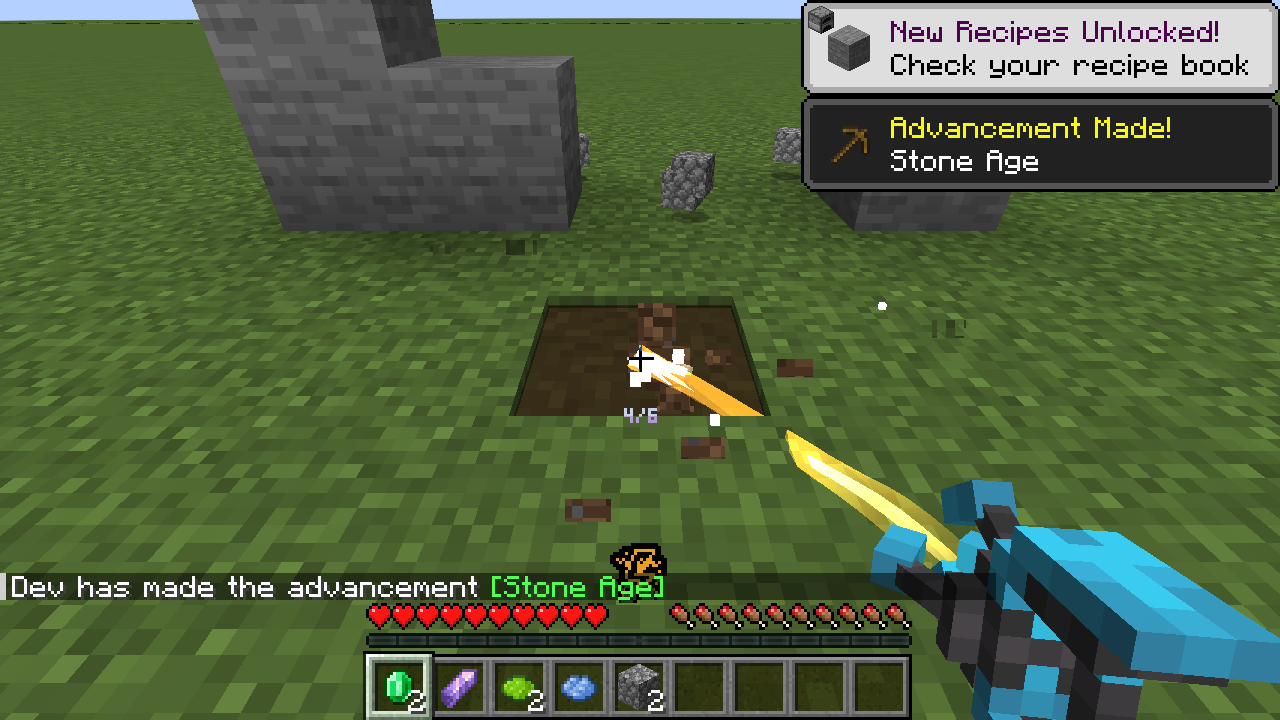 New Recipes Unlocked!
Check your recipe book
Advancement Made!
Stone Age
4/6
Dev has made the advancement [Stone Age]
2
2
2